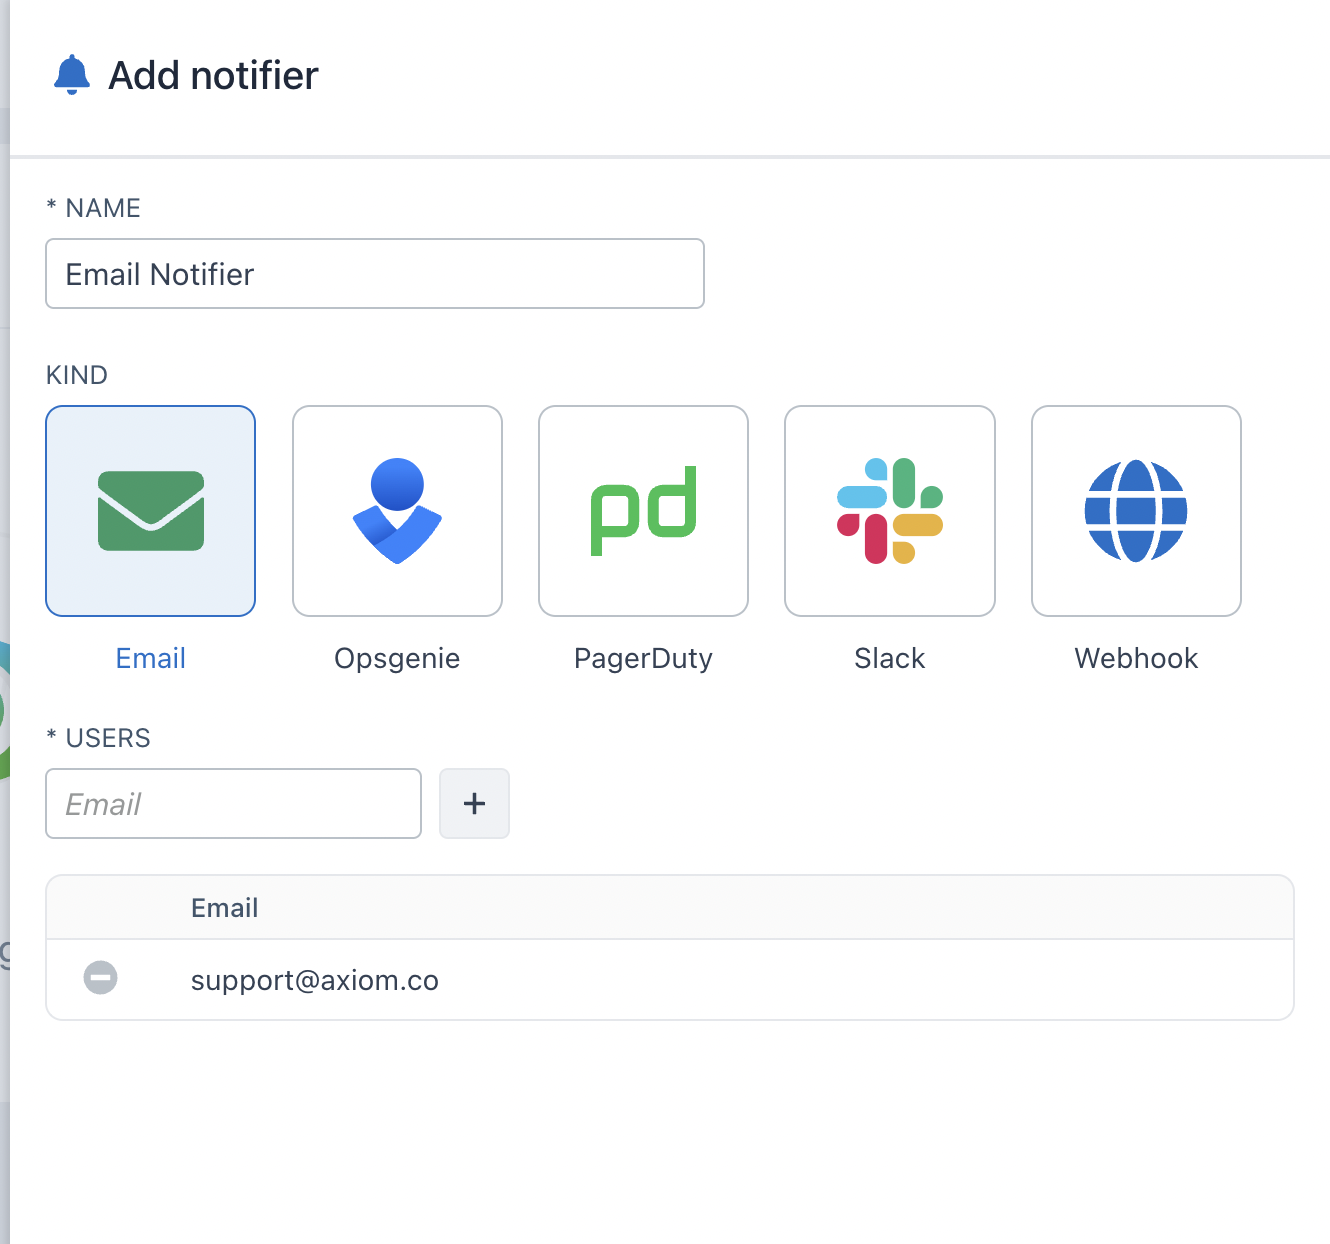 Add notifier
* NAME
Email Notifier
KIND
pd
Email
Opsgenie
PagerDuty
Slack
Webhook
* USERS
Email
+
Email
support@axiom.co